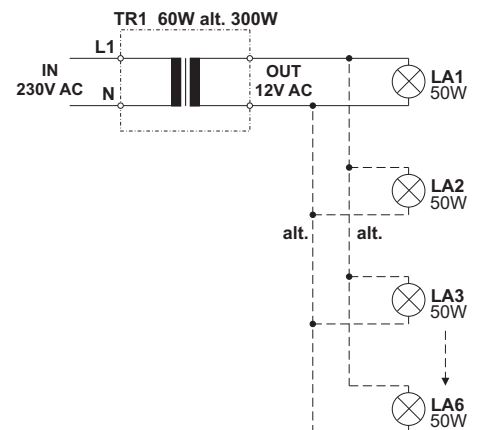 TR1 60W alt. 300W
L1
IN
230V AC
N
OUT
12V AC
LA1
50W
LA2
50W
alt.
alt.
LA3
50W
LA6
50W